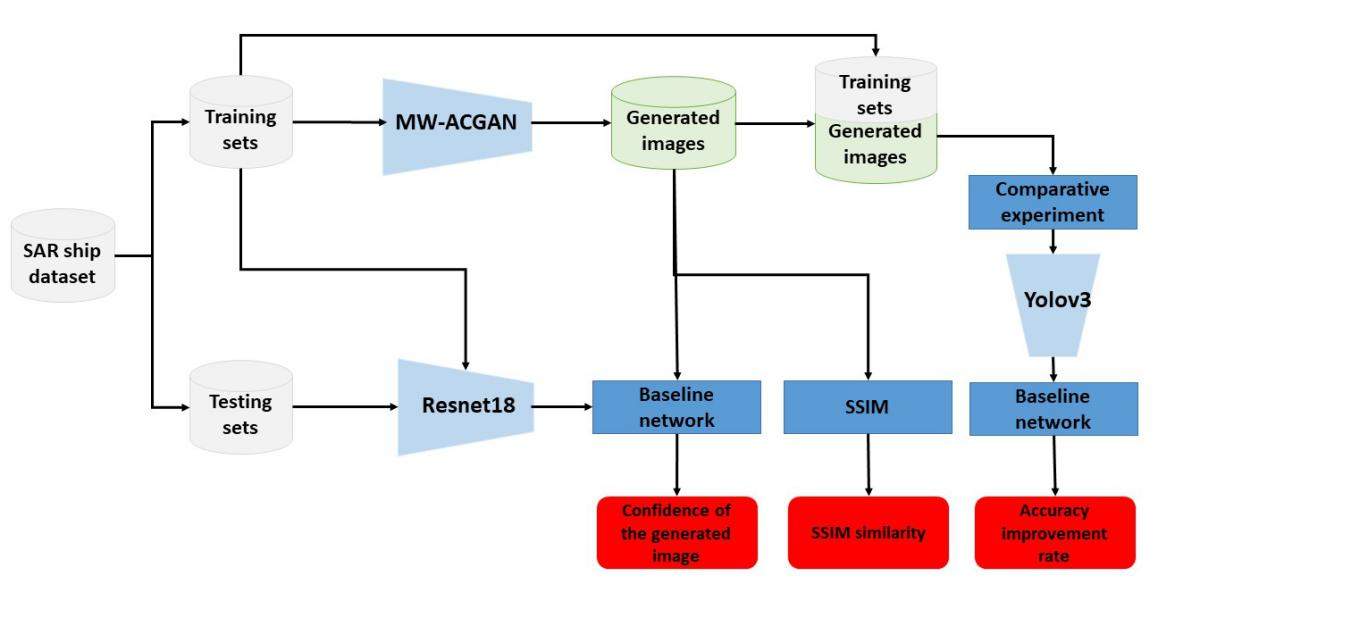 Training
sets
Generated
images
Training
sets
MW-ACGAN
Generated
images
Comparative
experiment
SAR ship
dataset
Yolov3
Testing
sets
Resnet18
Baseline
network
SSIM
Baseline
network
Confidence of
the generated
image
SSIM similarity
Accuracy
improvement
rate